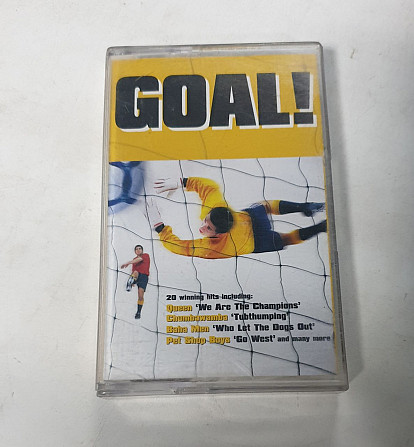 GOAL!
20 winning hits including:
Queen 'We Are The Champions'
Chumbawamba 'Tubthumping'
Baha Men 'Who Let The Dogs Out'
Pet Shop Boys 'Go West' and many more